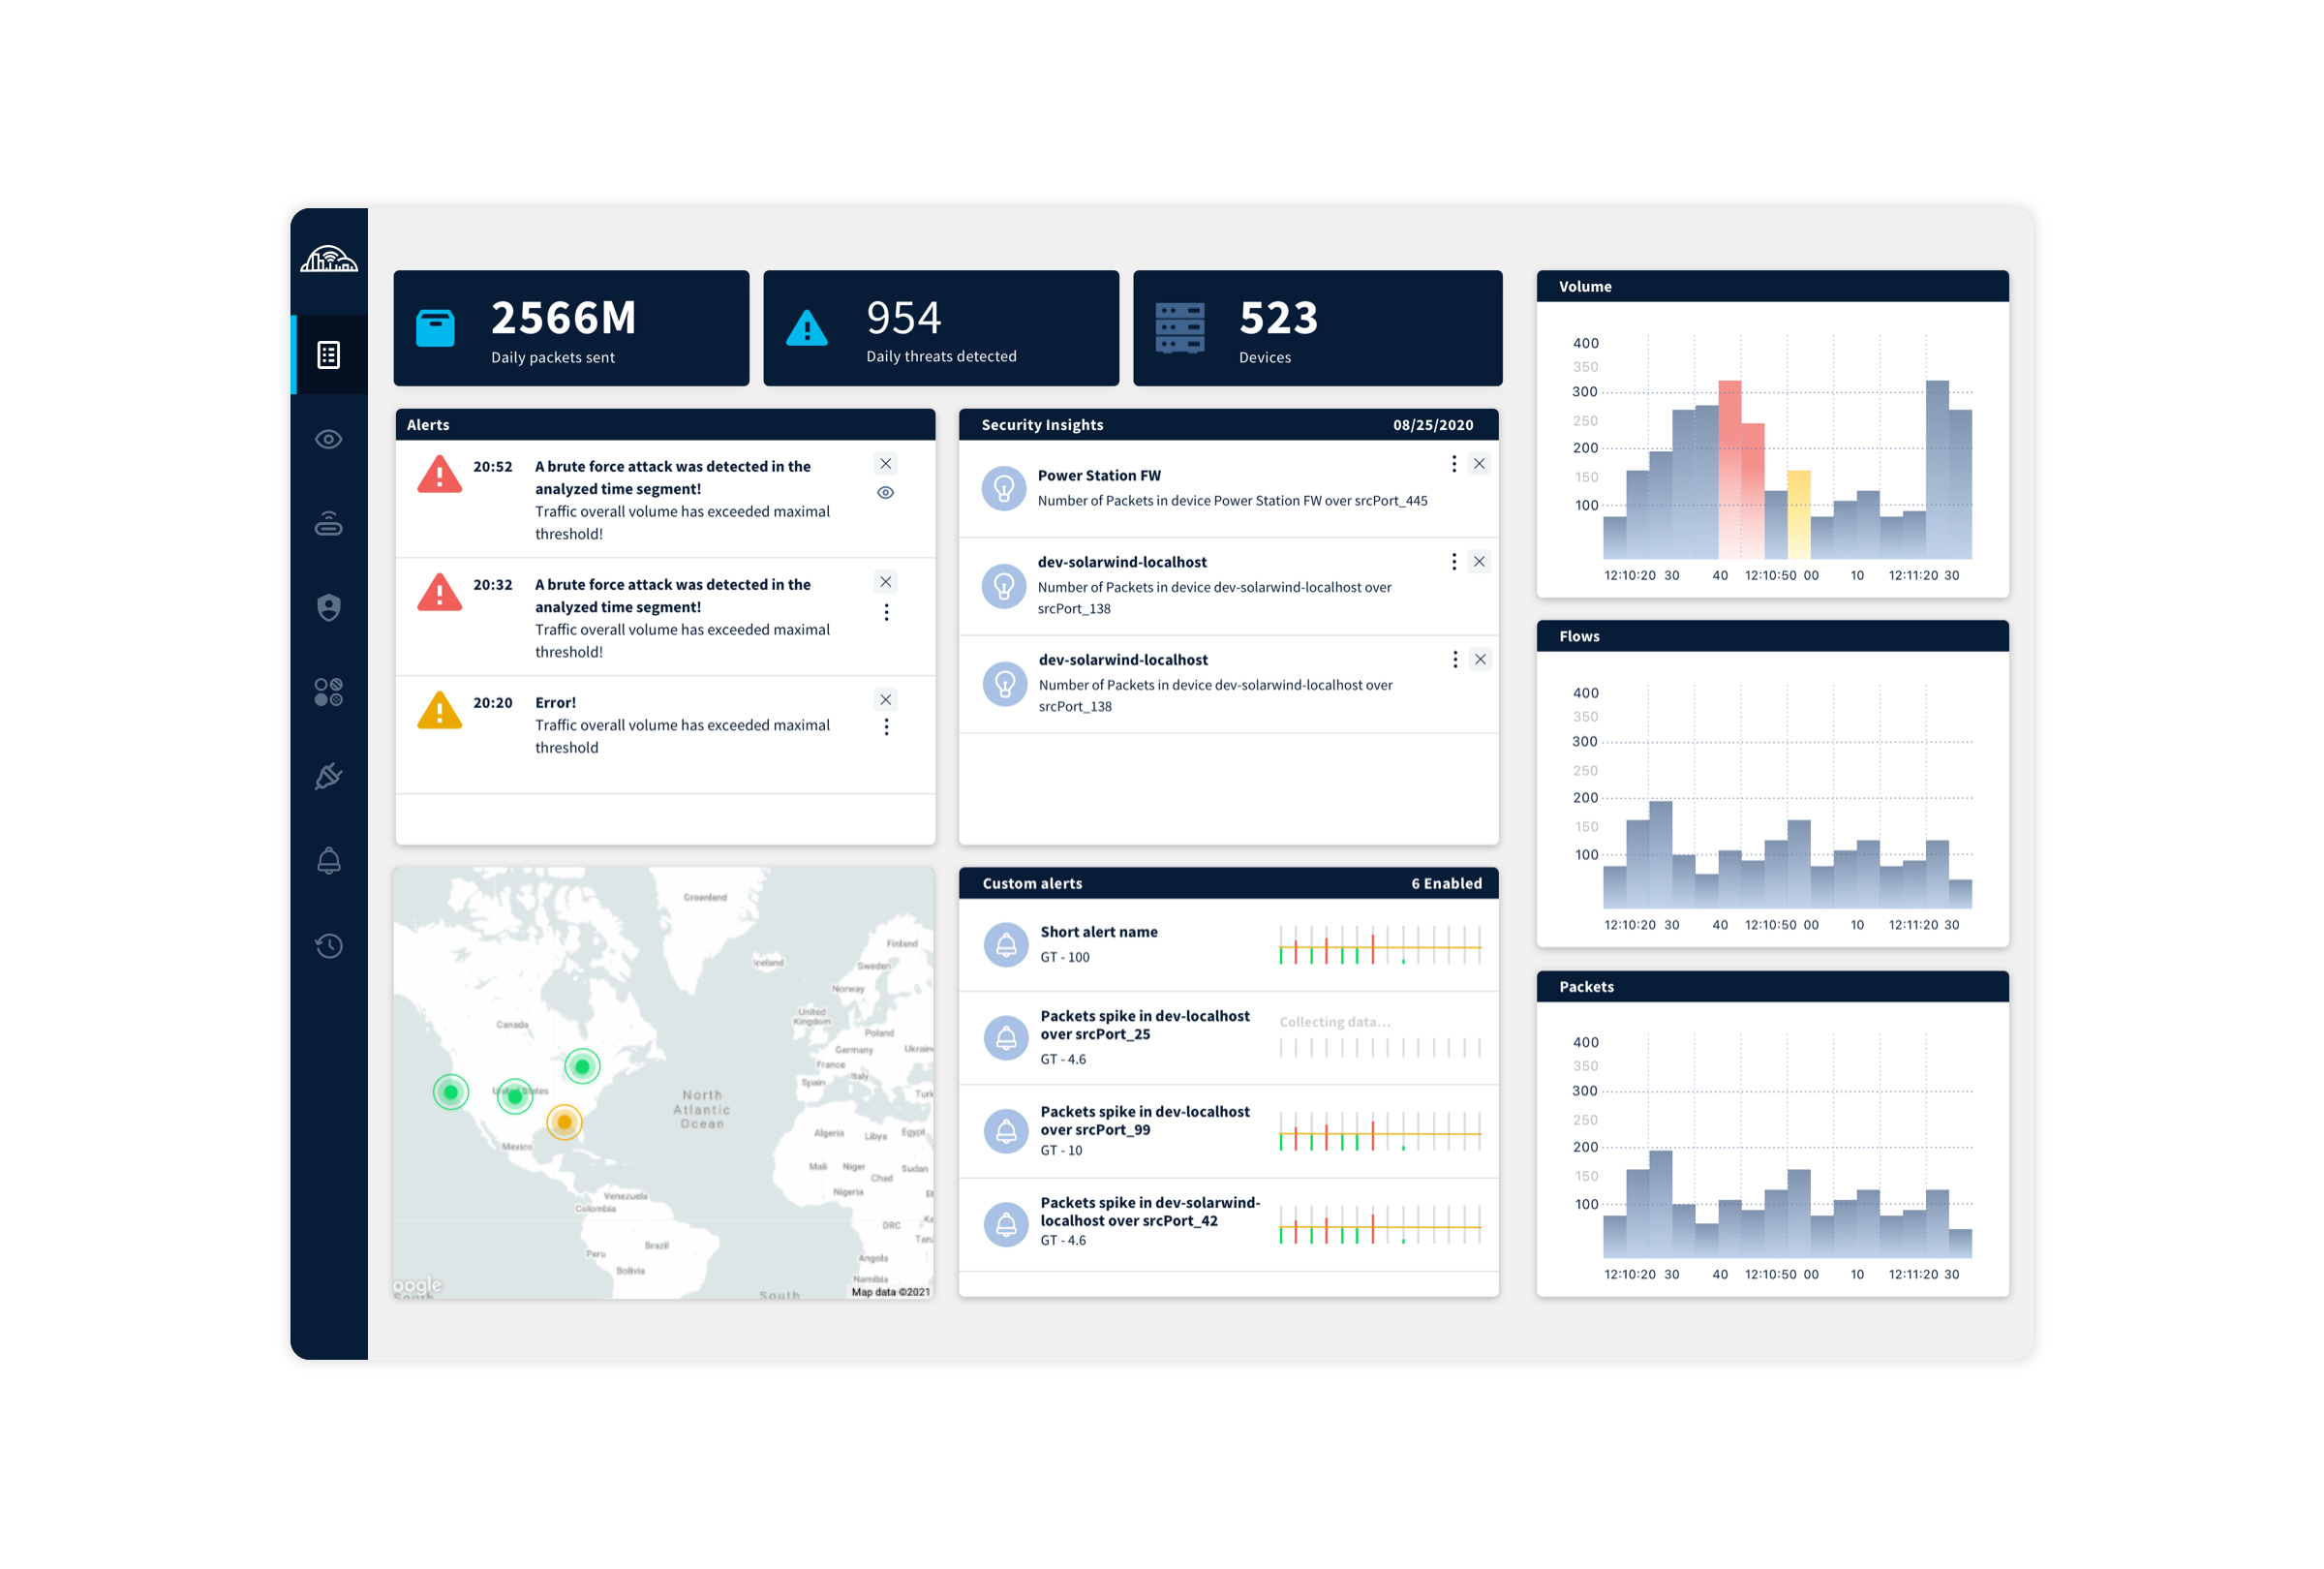 2566M
Daily packets sent
954
Daily threats detected
523
Devices
Alerts
20:52
A brute force attack was detected in the
analyzed time segment!
Traffic overall volume has exceeded maximal
threshold!
20:32
A brute force attack was detected in the
analyzed time segment!
Traffic overall volume has exceeded maximal
threshold!
20:20
Error!
Traffic overall volume has exceeded maximal
threshold
Security Insights
08/25/2020
Power Station FW
Number of Packets in device Power Station FW over srcPort_445
dev-solarwind-localhost
Number of Packets in device dev-solarwind-localhost over
srcPort_138
dev-solarwind-localhost
Number of Packets in device dev-solarwind-localhost over
srcPort_138
Greenland
Finland
Iceland
Sweden
Norway
United
Kingdom
Canada
Poland
Germany
Ukrain
France
Italy
Spain
United States
Turk
North
Atlantic
Ocean
Algeria
Libya
Egypt
Mexico
Mali
Niger
Chad
Sudan
Nigeria
Et
Venezuela
Colombia
DRC
Ke
Tanz
Brazil
Peru
Angola
Bolivia
Namibia
oogle
South
South
Map data ©2021
Custom alerts
6 Enabled
Short alert name
GT - 100
Packets spike in dev-localhost
over srcPort_25
GT - 4.6
Collecting data...
Packets spike in dev-localhost
over srcPort_99
GT - 10
Packets spike in dev-solarwind-
localhost over srcPort_42
GT - 4.6
Volume
400
350
300
250
200
150
100
12:10:20 30 40 12:10:50 00 10 12:11:20 30
Flows
400
350
300
250
200
150
100
12:10:20 30 40 12:10:50 00 10 12:11:20 30
Packets
400
350
300
250
200
150
100
12:10:20 30 40 12:10:50 00 10 12:11:20 30